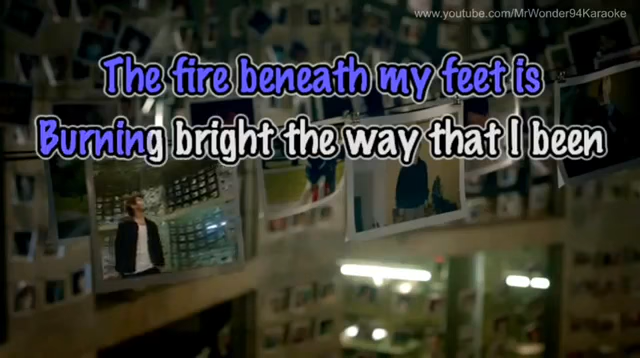 www.youtube.com/MrWonder94Karaoke
The fire beneath my feet is
Burning bright the way that I been